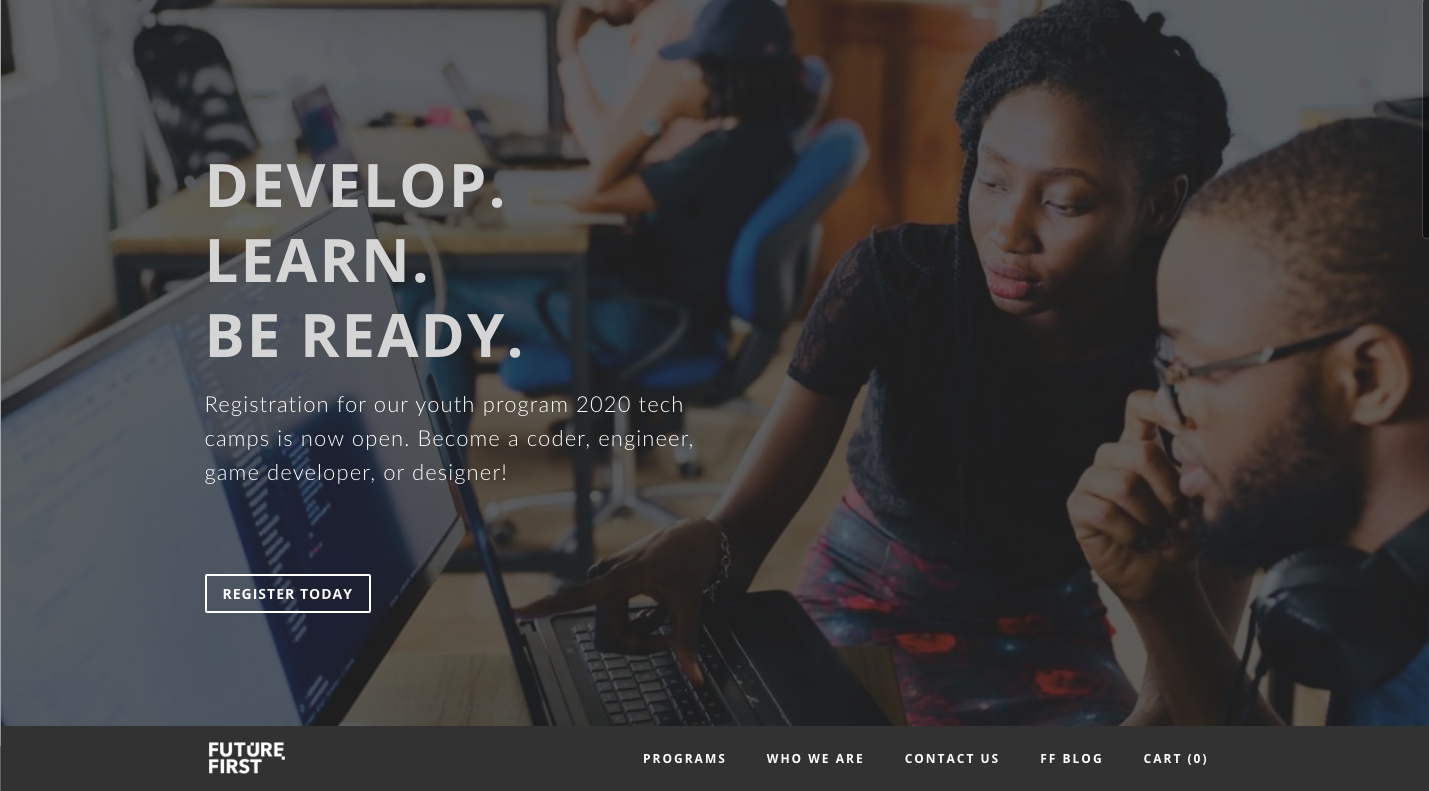 DEVELOP.
LEARN.
BE READY.
Registration for our youth program 2020 tech
camps is now open. Become a coder, engineer,
game developer, or designer!
REGISTER TODAY
FUTURE
FIRST
PROGRAMS WHO WE ARE CONTACT US FF BLOG CART (0)